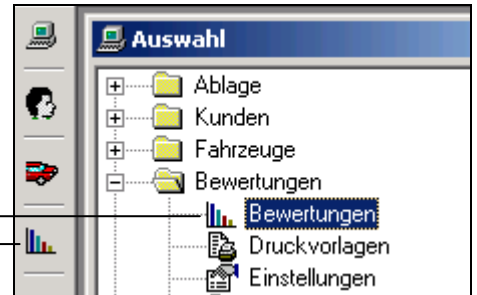 Auswahl
Ablage
Kunden
Fahrzeuge
Bewertungen
Bewertungen
Druckvorlagen
Einstellungen